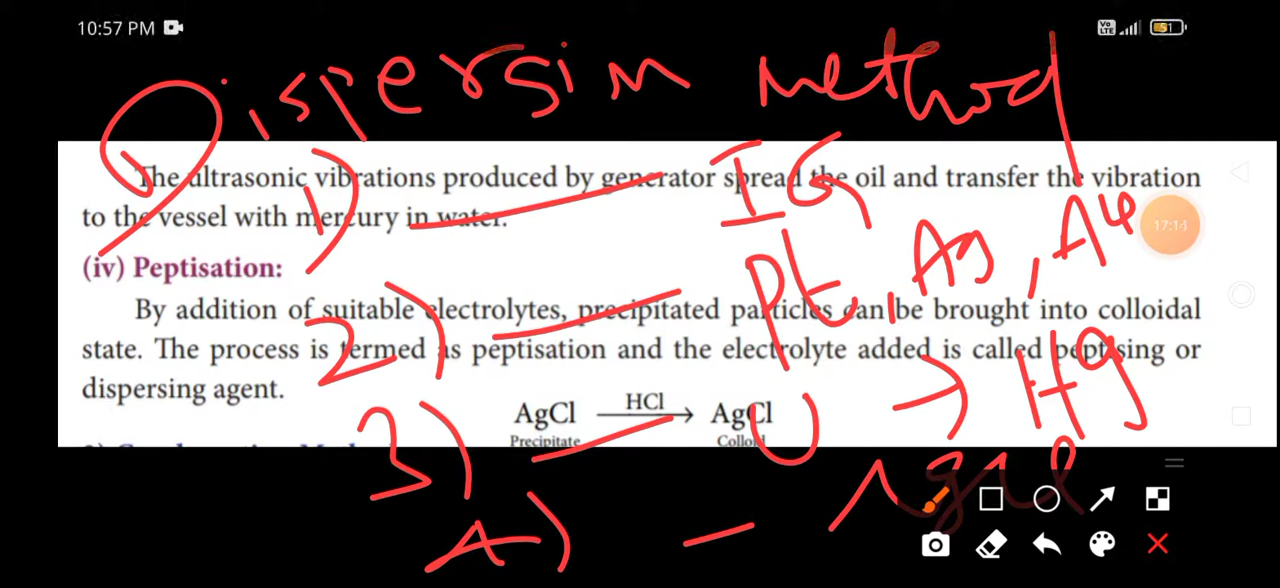 10:57 PM
51
Dispersion method
The ultrasonic vibrations produced by generator spread the oil and transfer the vibration
to the vessel with mercury in water.
17:14
1) — IG
(iv) Peptisation:
2) — Pt, Ag, Au
By addition of suitable electrolytes, precipitated particles can be brought into colloidal
state. The process is termed as peptisation and the electrolyte added is called peptising or
dispersing agent.
3) — U → Hg
AgCl HCl → AgCl
Precipitate Colloid
4) — AgCl